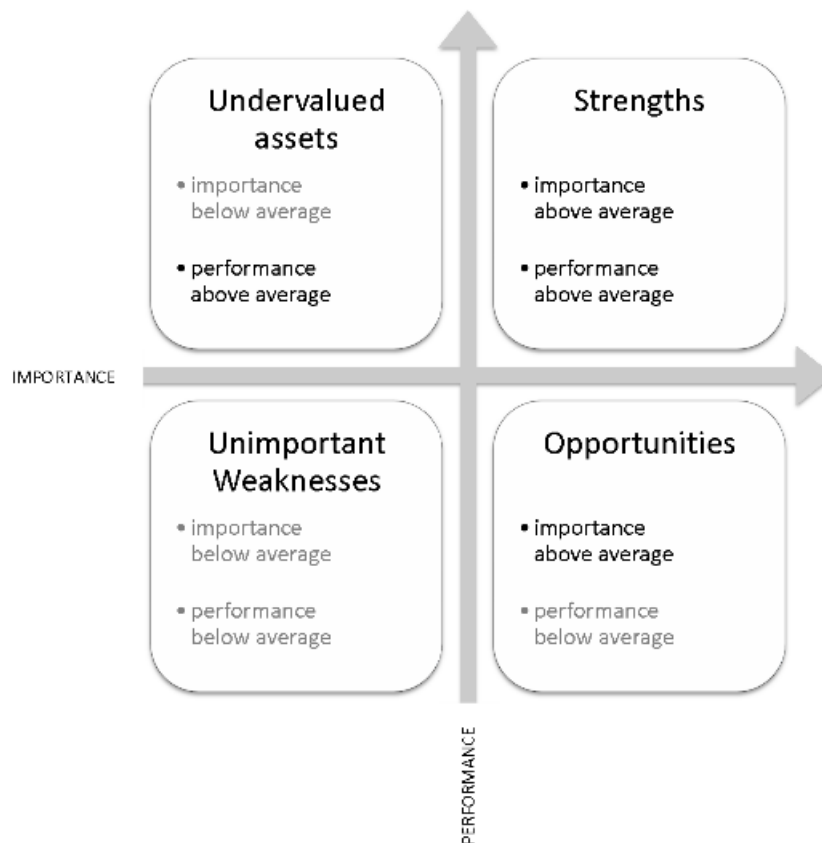 Undervalued
assets
• importance
below average
• performance
above average
Strengths
• importance
above average
• performance
above average
IMPORTANCE
Unimportant
Weaknesses
• importance
below average
• performance
below average
Opportunities
• importance
above average
• performance
below average
PERFORMANCE